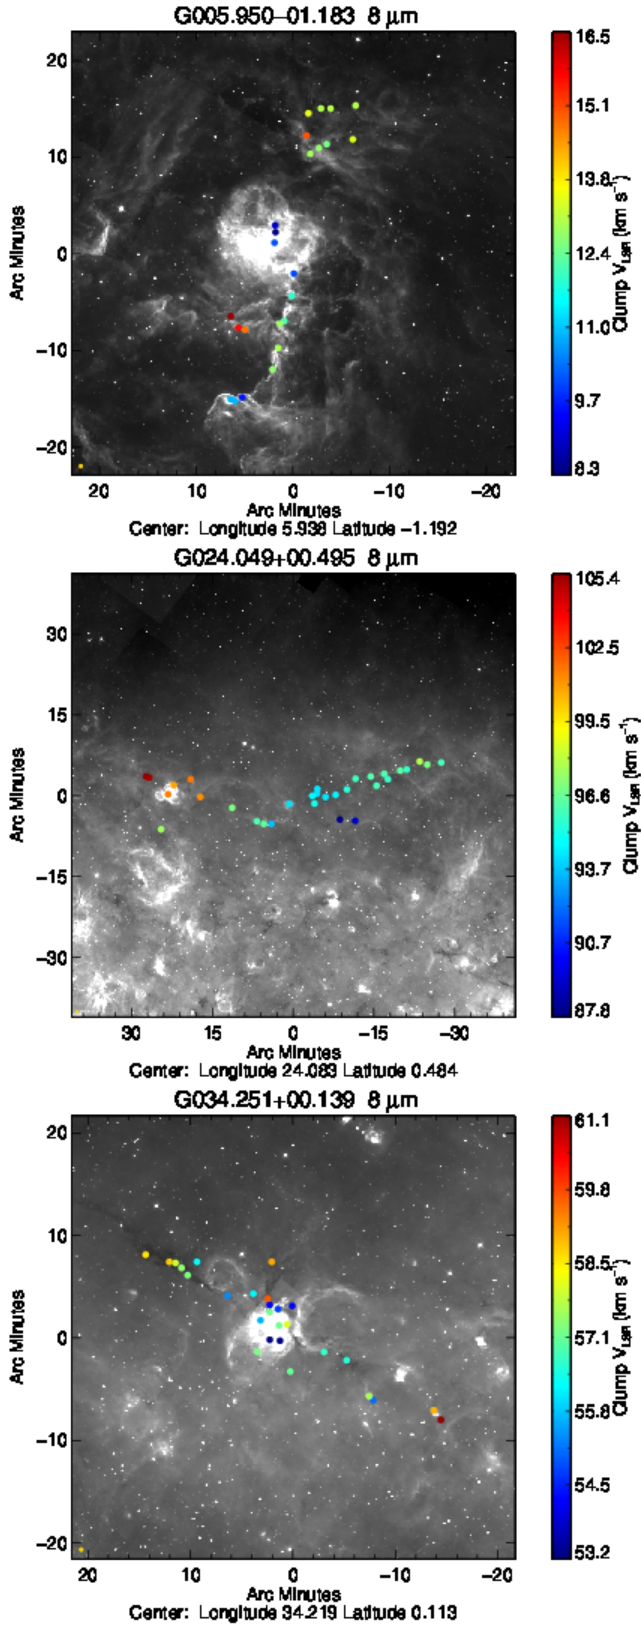 G005.950−01.183 8 μm
20
10
0
−10
−20
Arc Minutes
20 10 0 −10 −20
Arc Minutes
Center: Longitude 5.938 Latitude −1.192
16.5
15.1
13.8
12.4
11.0
9.7
8.3
Clump V_LSR (km s⁻¹)
G024.049+00.495 8 μm
30
15
0
−15
−30
Arc Minutes
30 15 0 −15 −30
Arc Minutes
Center: Longitude 24.083 Latitude 0.484
105.4
102.5
99.5
96.6
93.7
90.7
87.8
Clump V_LSR (km s⁻¹)
G034.251+00.139 8 μm
20
10
0
−10
−20
Arc Minutes
20 10 0 −10 −20
Arc Minutes
Center: Longitude 34.219 Latitude 0.113
61.1
59.8
58.5
57.1
55.8
54.5
53.2
Clump V_LSR (km s⁻¹)